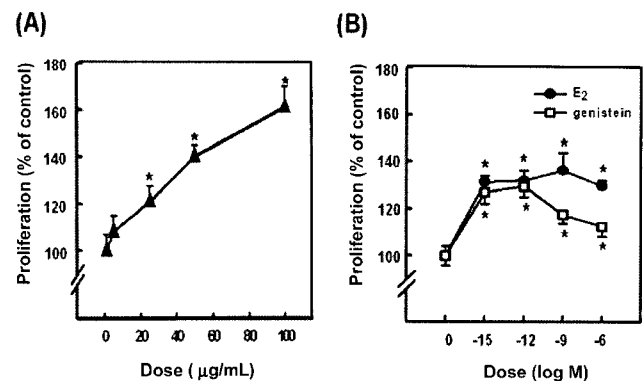 (A)
Proliferation (% of control)
180
160
140
120
100
*
*
*
0 20 40 60 80 100
Dose ( µg/mL)
(B)
Proliferation (% of control)
180
160
140
120
100
E2
genistein
* * * *
* * * *
0 -15 -12 -9 -6
Dose (log M)